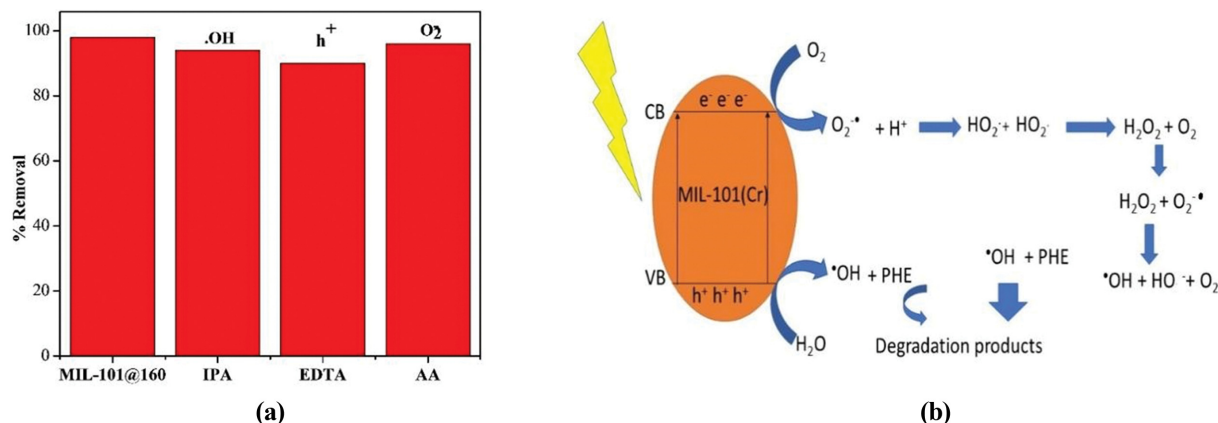 100
80
60
40
20
0
% Removal
.OH
h⁺
O₂⁻
MIL-101@160 IPA EDTA AA
(a)
O₂
CB e⁻ e⁻ e⁻
O₂⁻• + H⁺ HO₂·+ HO₂⁻ H₂O₂ + O₂
MIL-101(Cr)
H₂O₂ + O₂⁻•
VB h⁺ h⁺ h⁺
•OH + PHE •OH + PHE •OH + HO⁻ + O₂
H₂O
Degradation products
(b)